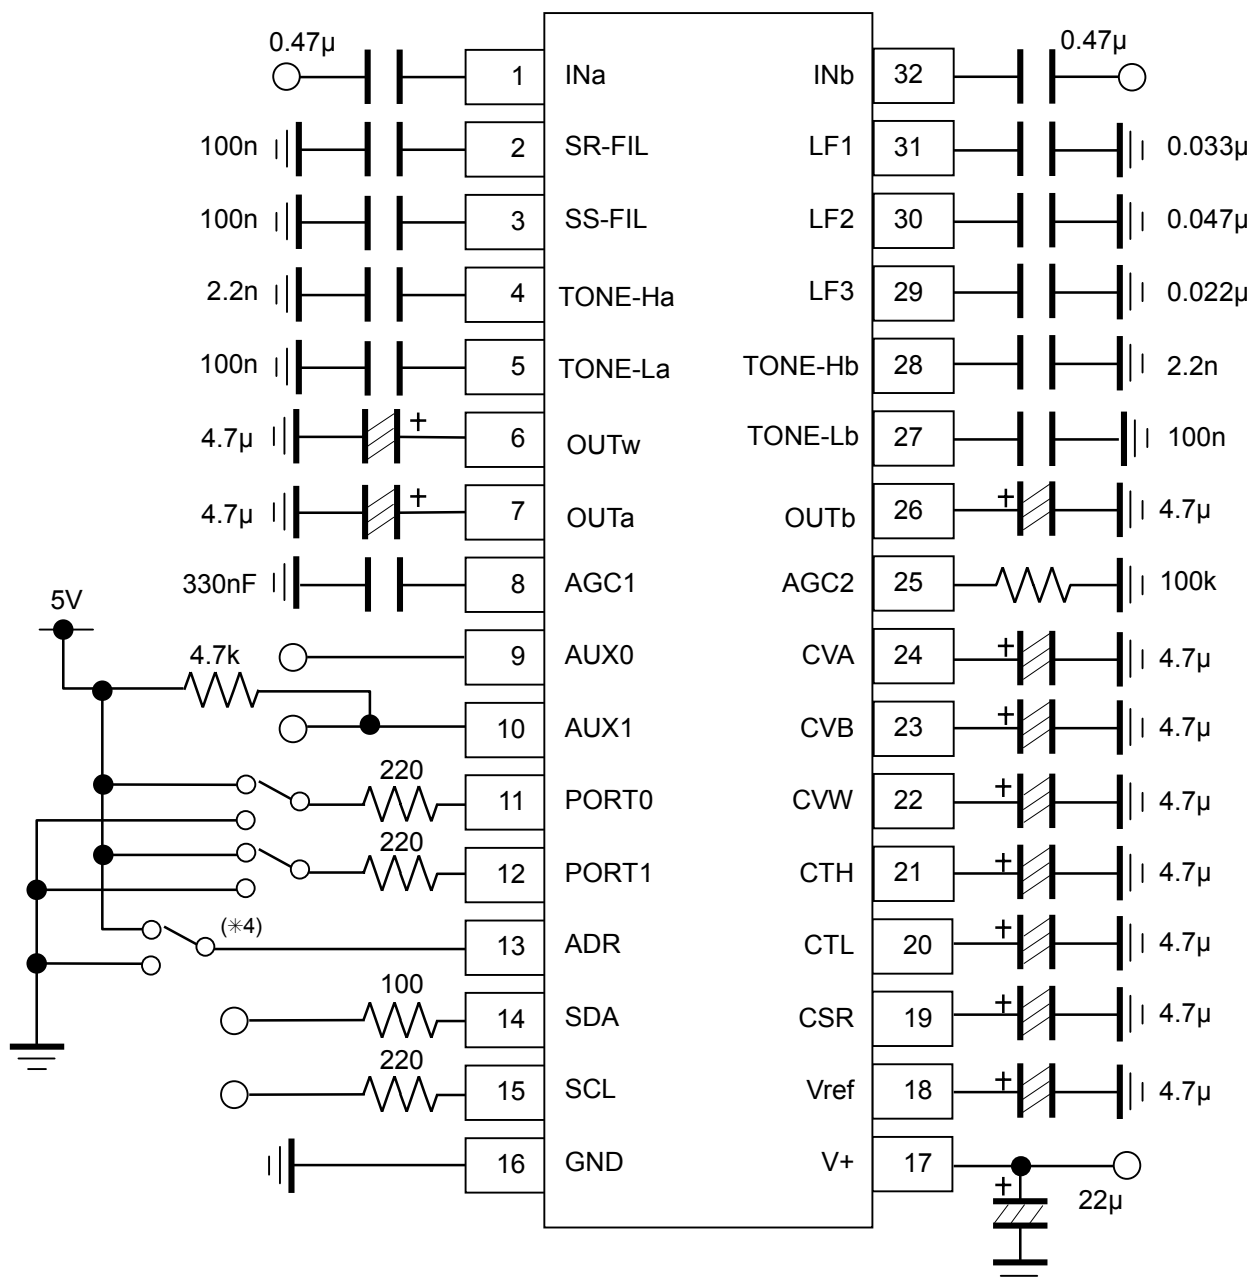 0.47µ 1 INa INb 32 0.47µ
100n 2 SR-FIL LF1 31 0.033µ
100n 3 SS-FIL LF2 30 0.047µ
2.2n 4 TONE-Ha LF3 29 0.022µ
100n 5 TONE-La TONE-Hb 28 2.2n
4.7µ + 6 OUTw TONE-Lb 27 100n
4.7µ + 7 OUTa OUTb 26 + 4.7µ
330nF 8 AGC1 AGC2 25 100k
5V
4.7k 9 AUX0 CVA 24 + 4.7µ
10 AUX1 CVB 23 + 4.7µ
220 11 PORT0 CVW 22 + 4.7µ
220 12 PORT1 CTH 21 + 4.7µ
(✳4) 13 ADR CTL 20 + 4.7µ
100 14 SDA CSR 19 + 4.7µ
220 15 SCL Vref 18 + 4.7µ
16 GND V+ 17
+ 22µ